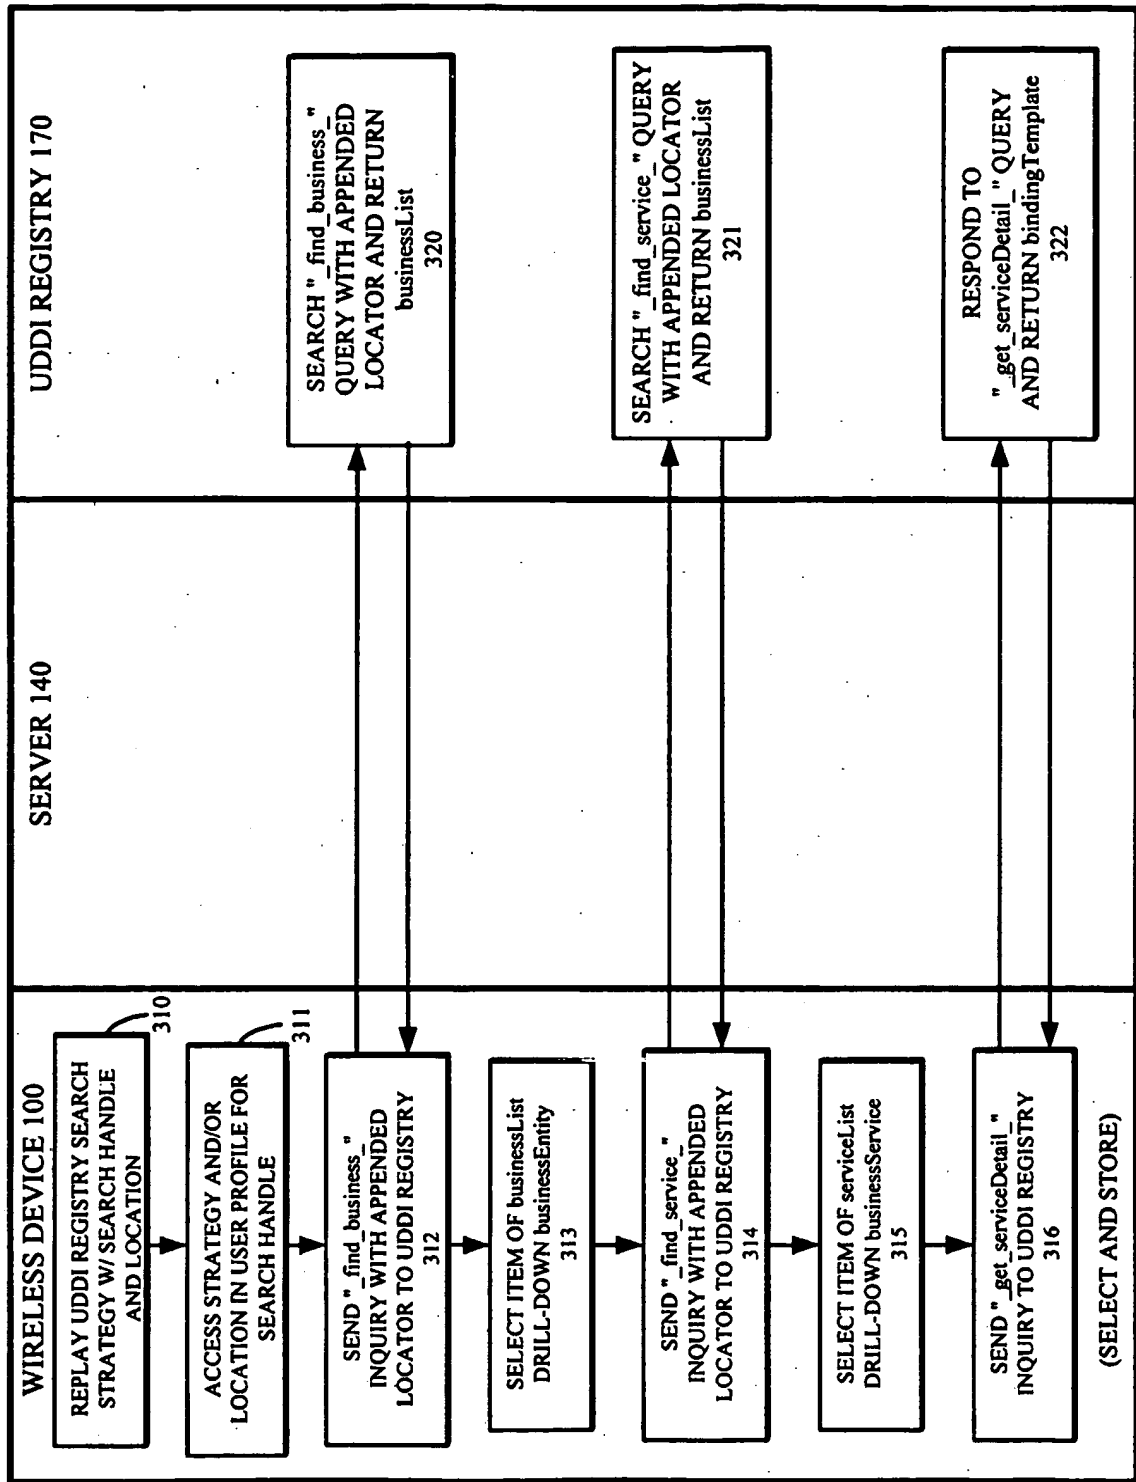 WIRELESS DEVICE 100
REPLAY UDDI REGISTRY SEARCH
STRATEGY W/ SEARCH HANDLE
AND LOCATION
310
ACCESS STRATEGY AND/OR
LOCATION IN USER PROFILE FOR
SEARCH HANDLE
311
SEND "_find_business_"
INQUIRY WITH APPENDED
LOCATOR TO UDDI REGISTRY
312
SELECT ITEM OF businessList
DRILL-DOWN businessEntity
313
SEND "_find_service_"
INQUIRY WITH APPENDED
LOCATOR TO UDDI REGISTRY
314
SELECT ITEM OF serviceList
DRILL-DOWN businessService
315
SEND "_get_serviceDetail_"
INQUIRY TO UDDI REGISTRY
316
(SELECT AND STORE)
SERVER 140
UDDI REGISTRY 170
SEARCH "_find_business_"
QUERY WITH APPENDED
LOCATOR AND RETURN
businessList
320
SEARCH "_find_service_" QUERY
WITH APPENDED LOCATOR
AND RETURN businessList
321
RESPOND TO
"_get_serviceDetail_" QUERY
AND RETURN bindingTemplate
322